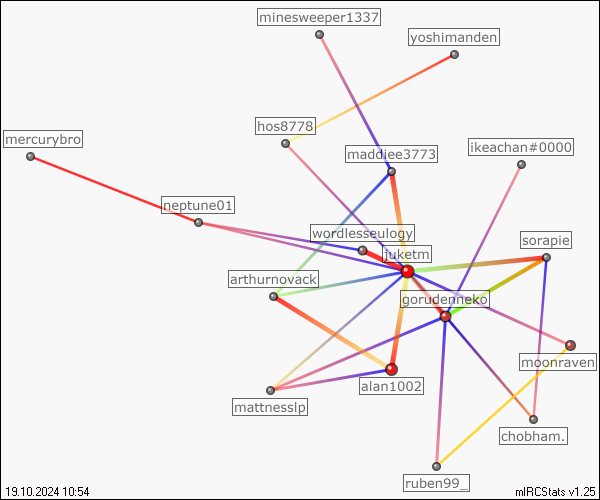 minesweeper1337
yoshimanden
hos8778
mercurybro
maddiee3773
ikeachan#0000
neptune01
wordlesseulogy
sorapie
juketm
arthurnovack
gorudenneko
moonraven
alan1002
mattnesslp
chobham.
ruben99_
19.10.2024 10:54
mIRCStats v1.25